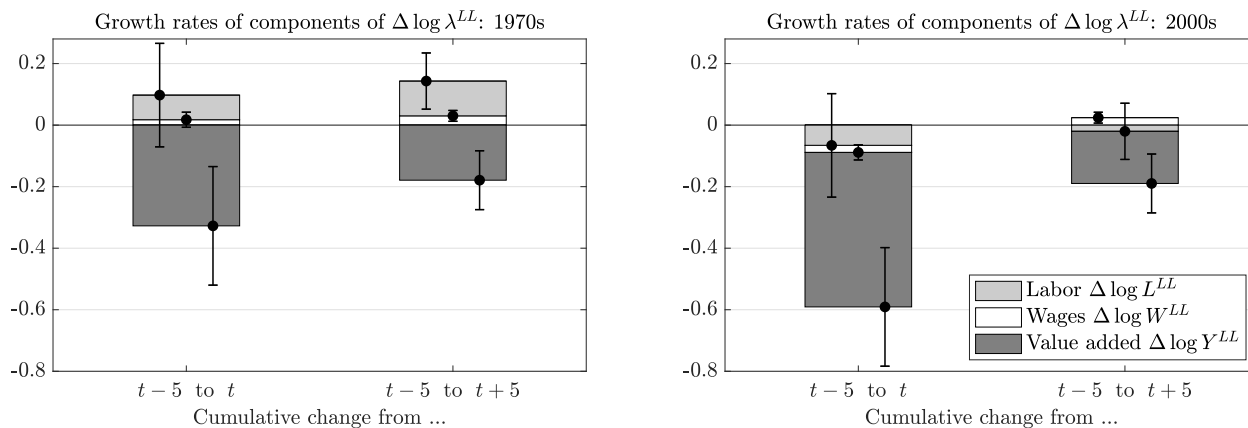 Growth rates of components of Δ log λ^{LL}: 1970s
0.2
0
-0.2
-0.4
-0.6
-0.8
t − 5 to t
t − 5 to t + 5
Cumulative change from ...
Growth rates of components of Δ log λ^{LL}: 2000s
0.2
0
-0.2
-0.4
-0.6
-0.8
Labor Δ log L^{LL}
Wages Δ log W^{LL}
Value added Δ log Y^{LL}
t − 5 to t
t − 5 to t + 5
Cumulative change from ...